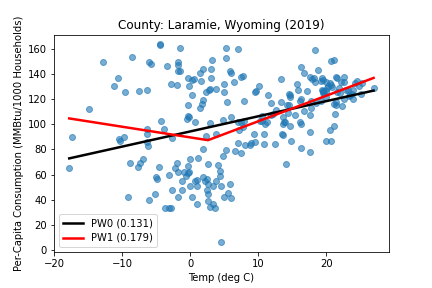 County: Laramie, Wyoming (2019)
Per-Capita Consumption (MMBtu/1000 Households)
160
140
120
100
80
60
40
20
0
PW0 (0.131)
PW1 (0.179)
−20 −10 0 10 20
Temp (deg C)